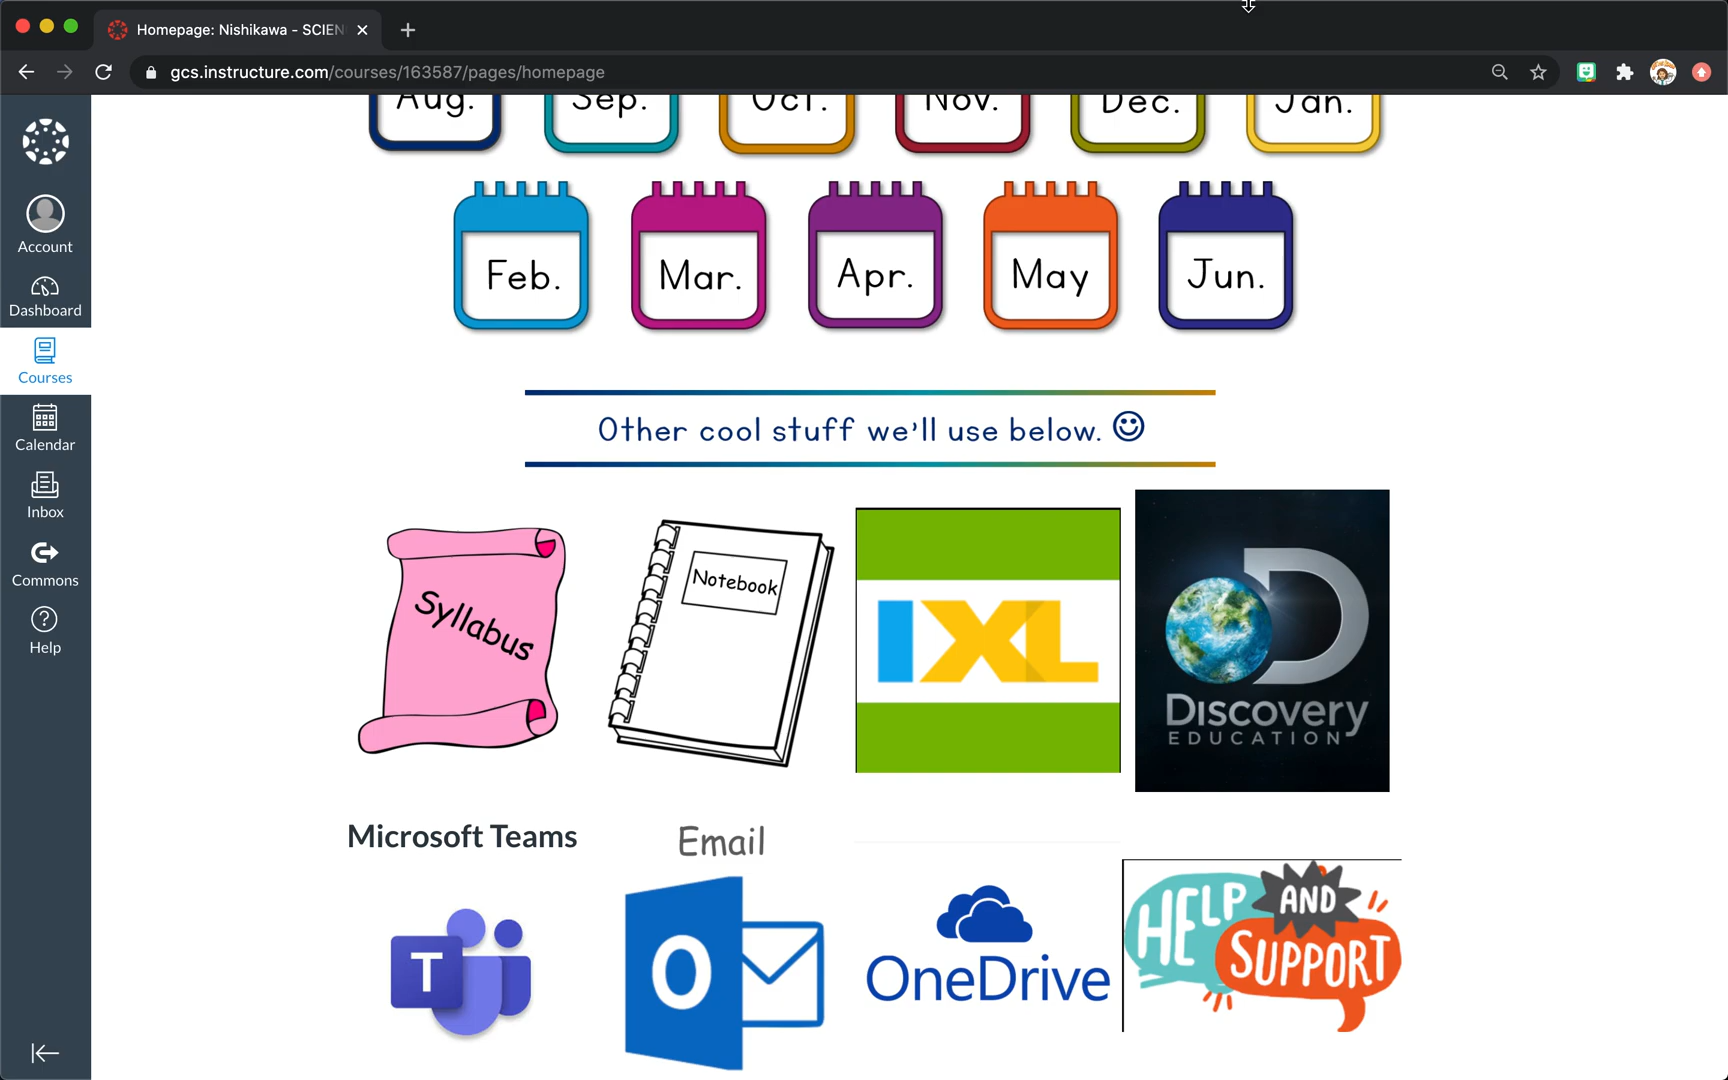 Homepage: Nishikawa - SCIEN
gcs.instructure.com/courses/163587/pages/homepage
Aug. Sep. Oct. Nov. Dec. Jan.
Feb. Mar. Apr. May Jun.
Account
Dashboard
Courses
Calendar
Inbox
Commons
Help
Other cool stuff we'll use below.
Syllabus
Notebook
IXL
Discovery
EDUCATION
Microsoft Teams
T
Email
O
OneDrive
HELP AND
SUPPORT